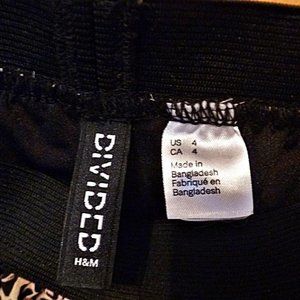 DIVIDED
H&M
US 4
CA 4
Made in
Bangladesh
Fabriqué en
Bangladesh